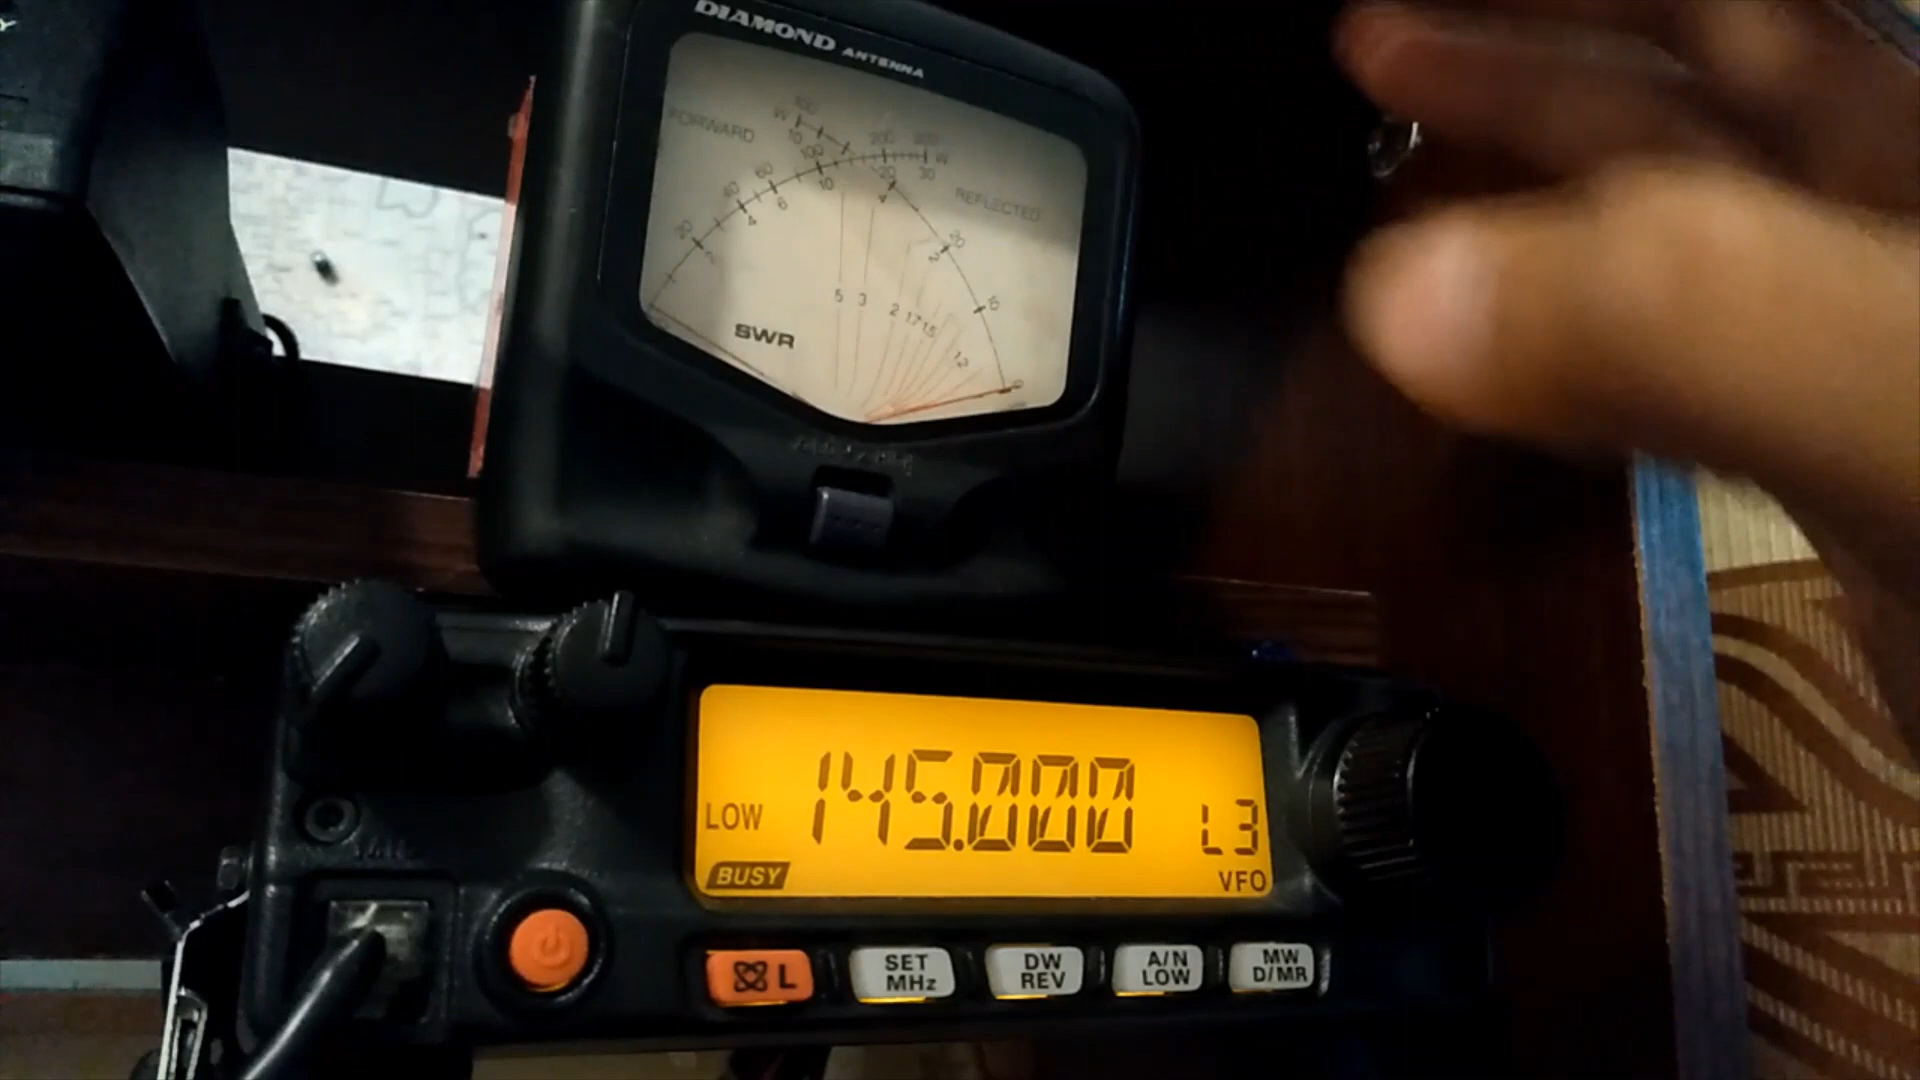 DIAMOND ANTENNA
FORWARD
W 100
10
REFLECTED
200 300 W
100
20 30
60
10
40
6
4
20
2
4
20
2
10
5 3 2 1.7 1.5 1.2
SWR
145.000
LOW
L3
BUSY
VFO
L
SET
MHz
DW
REV
A/N
LOW
MW
D/MR